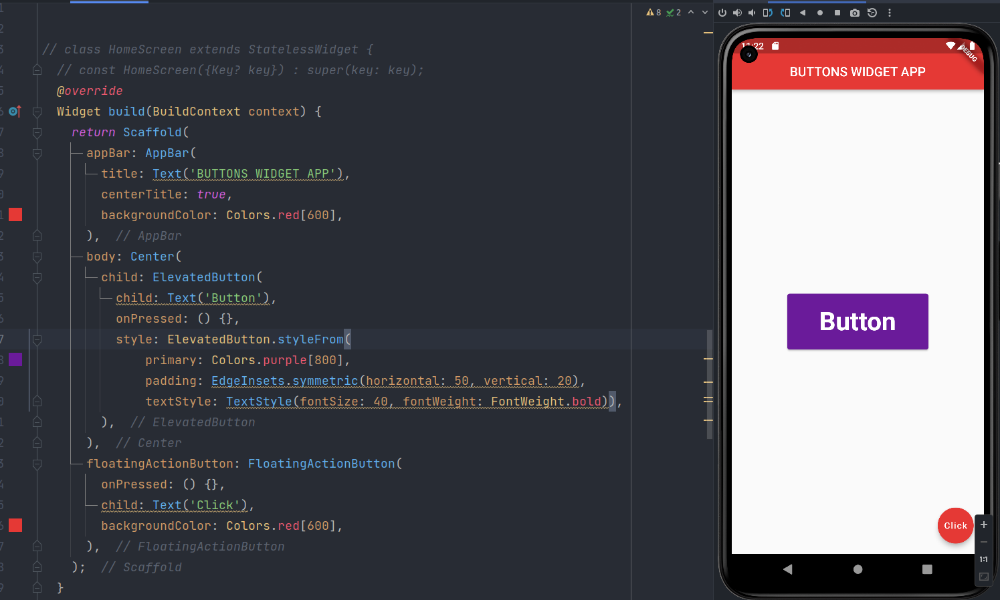 8 2
// class HomeScreen extends StatelessWidget {
// const HomeScreen({Key? key}) : super(key: key);
@override
Widget build(BuildContext context) {
return Scaffold(
appBar: AppBar(
title: Text('BUTTONS WIDGET APP'),
centerTitle: true,
backgroundColor: Colors.red[600],
), // AppBar
body: Center(
child: ElevatedButton(
child: Text('Button'),
onPressed: () {},
style: ElevatedButton.styleFrom(
primary: Colors.purple[800],
padding: EdgeInsets.symmetric(horizontal: 50, vertical: 20),
textStyle: TextStyle(fontSize: 40, fontWeight: FontWeight.bold)),
), // ElevatedButton
), // Center
floatingActionButton: FloatingActionButton(
onPressed: () {},
child: Text('Click'),
backgroundColor: Colors.red[600],
), // FloatingActionButton
); // Scaffold
}
11:22
DEBUG
BUTTONS WIDGET APP
Button
Click
1:1